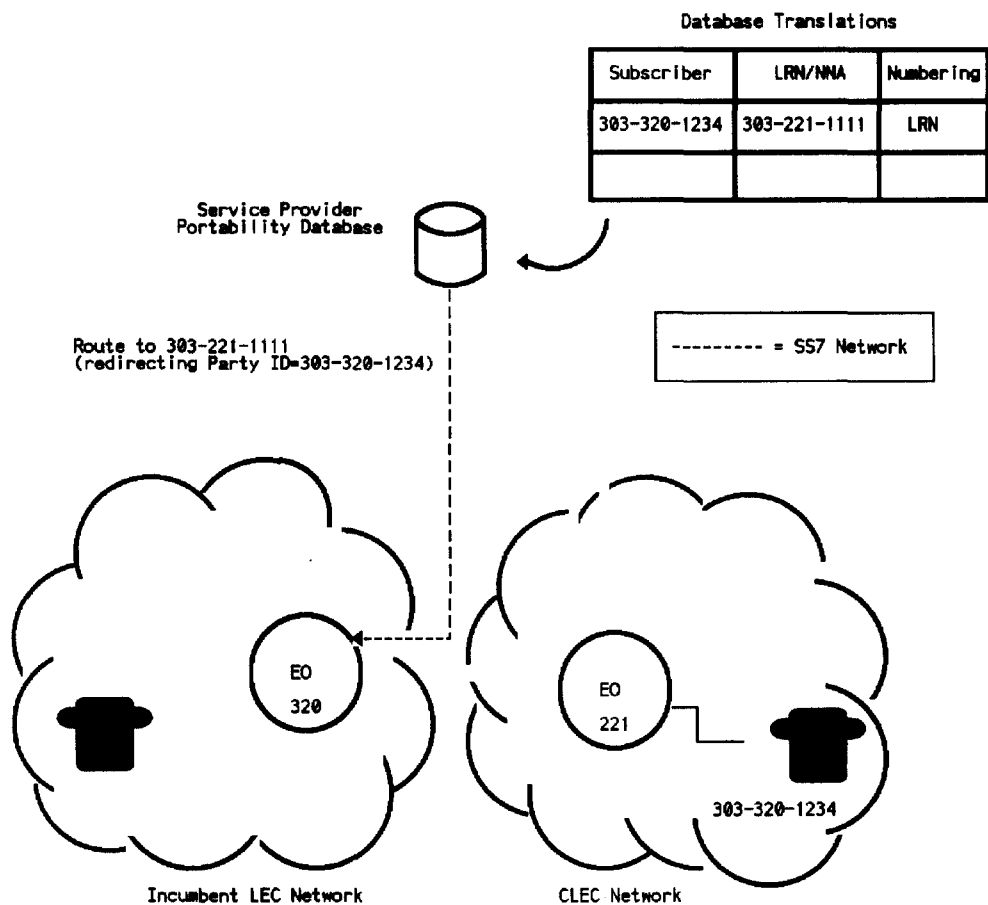 Database Translations
Subscriber LRN/NNA Numbering
303-320-1234 303-221-1111 LRN
Service Provider
Portability Database
Route to 303-221-1111
(redirecting Party ID=303-320-1234)
--------- = SS7 Network
EO
320
EO
221
303-320-1234
Incumbent LEC Network
CLEC Network